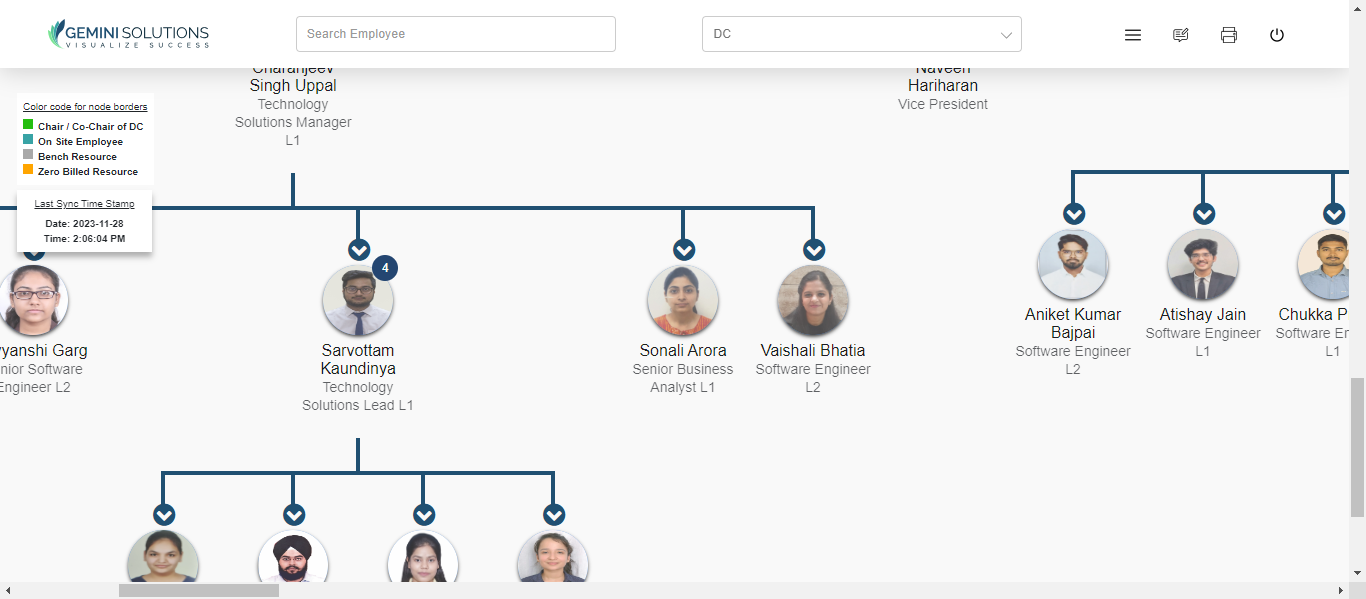 GEMINI SOLUTIONS
VISUALIZE SUCCESS
Search Employee
DC
Charanjeev
Singh Uppal
Technology
Solutions Manager
L1
Naveen
Hariharan
Vice President
Color code for node borders
Chair / Co-Chair of DC
On Site Employee
Bench Resource
Zero Billed Resource
Last Sync Time Stamp
Date: 2023-11-28
Time: 2:06:04 PM
yanshi Garg
nior Software
Engineer L2
4
Sarvottam
Kaundinya
Technology
Solutions Lead L1
Sonali Arora
Senior Business
Analyst L1
Vaishali Bhatia
Software Engineer
L2
Aniket Kumar
Bajpai
Software Engineer
L2
Atishay Jain
Software Engineer
L1
Chukka P
Software En
L1